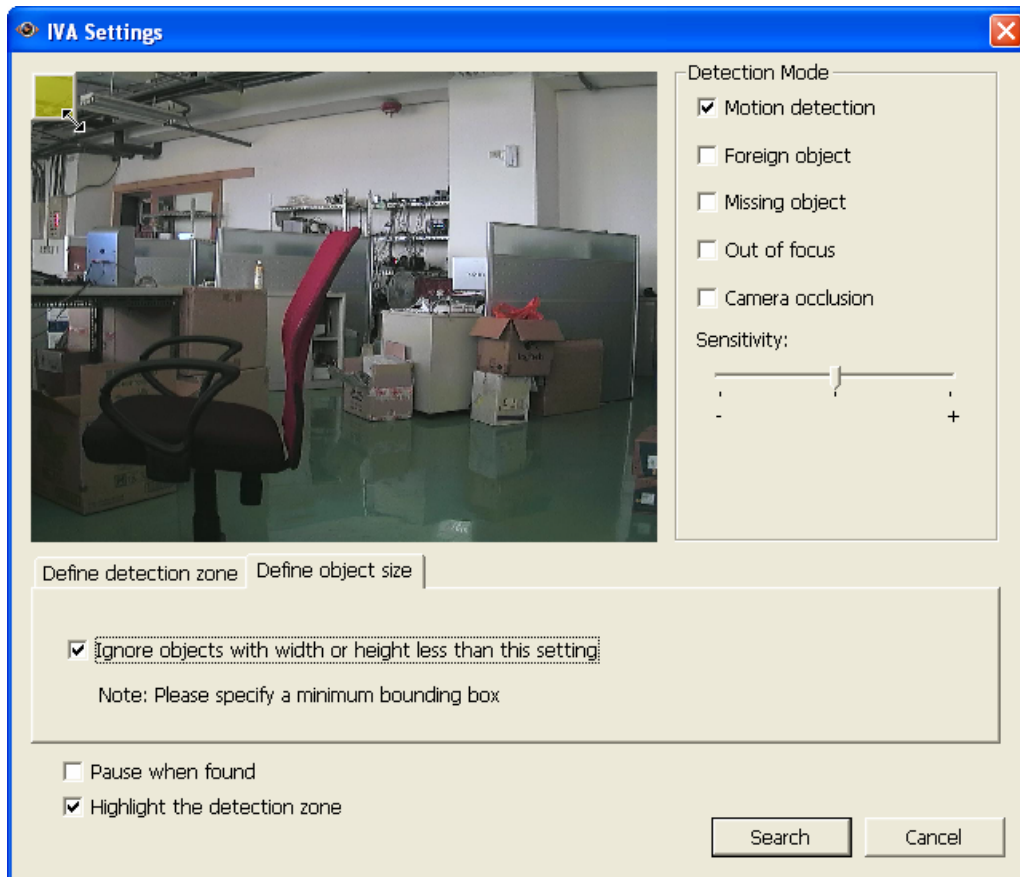 IVA Settings
Detection Mode
Motion detection
Foreign object
Missing object
Out of focus
Camera occlusion
Sensitivity:
- +
Define detection zone Define object size
Ignore objects with width or height less than this setting
Note: Please specify a minimum bounding box
Pause when found
Highlight the detection zone
Search Cancel